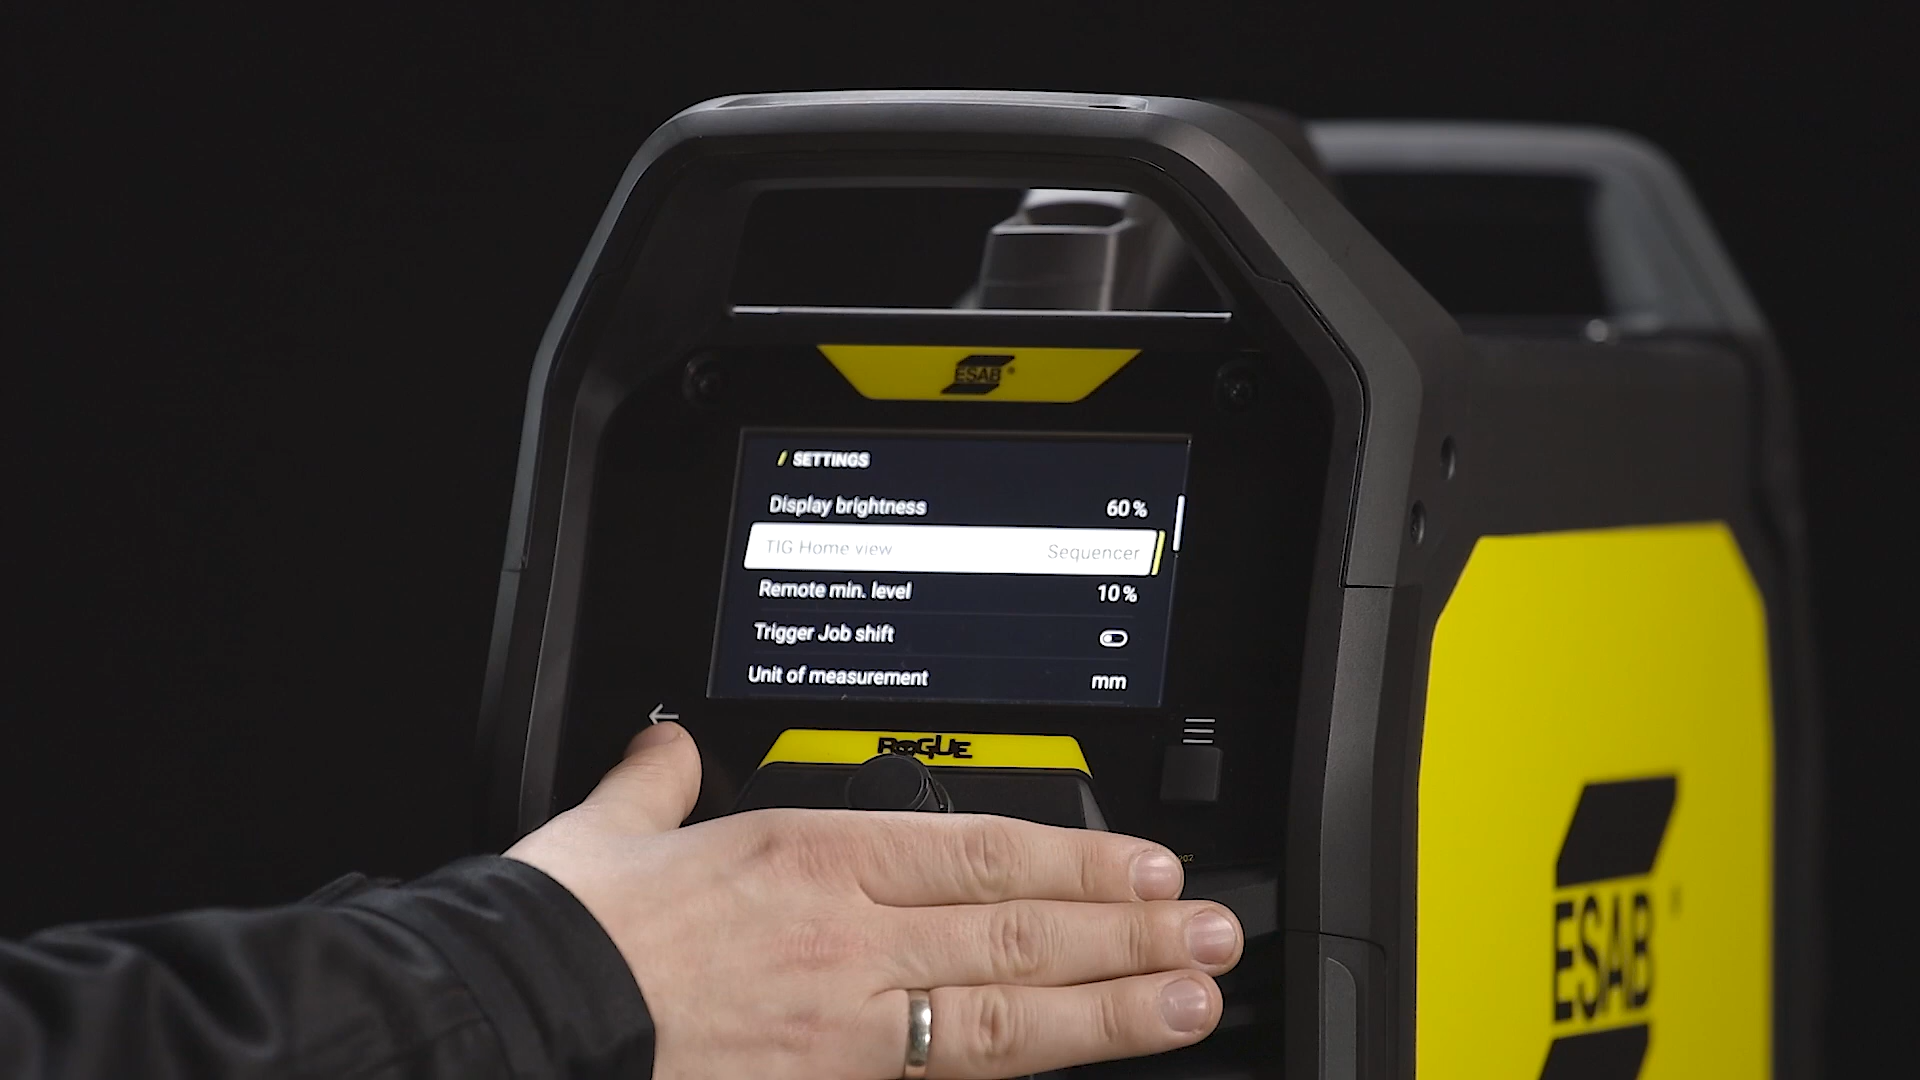 ESAB
/ SETTINGS
Display brightness 60 %
TIG Home view Sequencer
Remote min. level 10 %
Trigger Job shift
Unit of measurement mm
ROGUE
ESAB